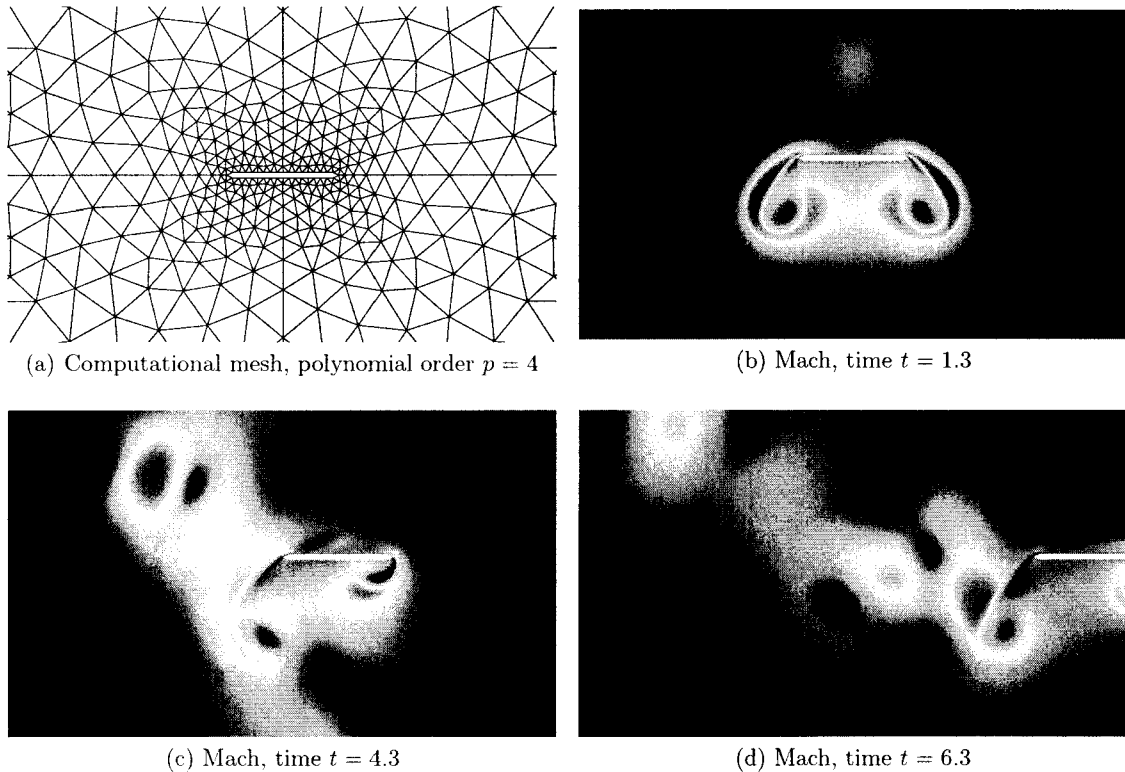 (a) Computational mesh, polynomial order p = 4
(b) Mach, time t = 1.3
(c) Mach, time t = 4.3
(d) Mach, time t = 6.3